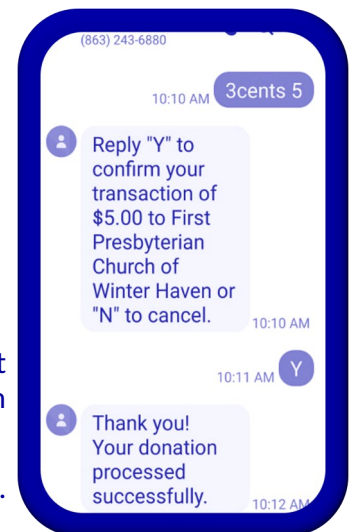 (863) 243-6880
10:10 AM
3cents 5
Reply "Y" to
confirm your
transaction of
$5.00 to First
Presbyterian
Church of
Winter Haven or
"N" to cancel.
10:10 AM
10:11 AM
Y
Thank you!
Your donation
processed
successfully.
10:12 AM